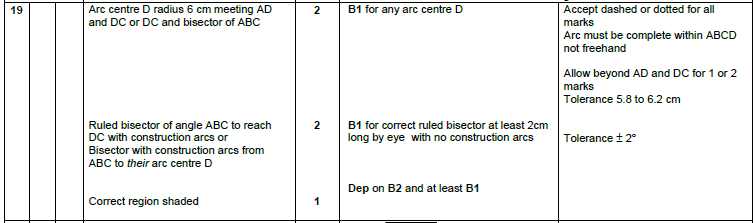 19 Arc centre D radius 6 cm meeting AD 2 B1 for any arc centre D Accept dashed or dotted for all
and DC or DC and bisector of ABC marks
Arc must be complete within ABCD
not freehand
Allow beyond AD and DC for 1 or 2
marks
Tolerance 5.8 to 6.2 cm
Ruled bisector of angle ABC to reach 2 B1 for correct ruled bisector at least 2cm
DC with construction arcs or long by eye with no construction arcs Tolerance ± 2°
Bisector with construction arcs from
ABC to their arc centre D
Dep on B2 and at least B1
Correct region shaded 1